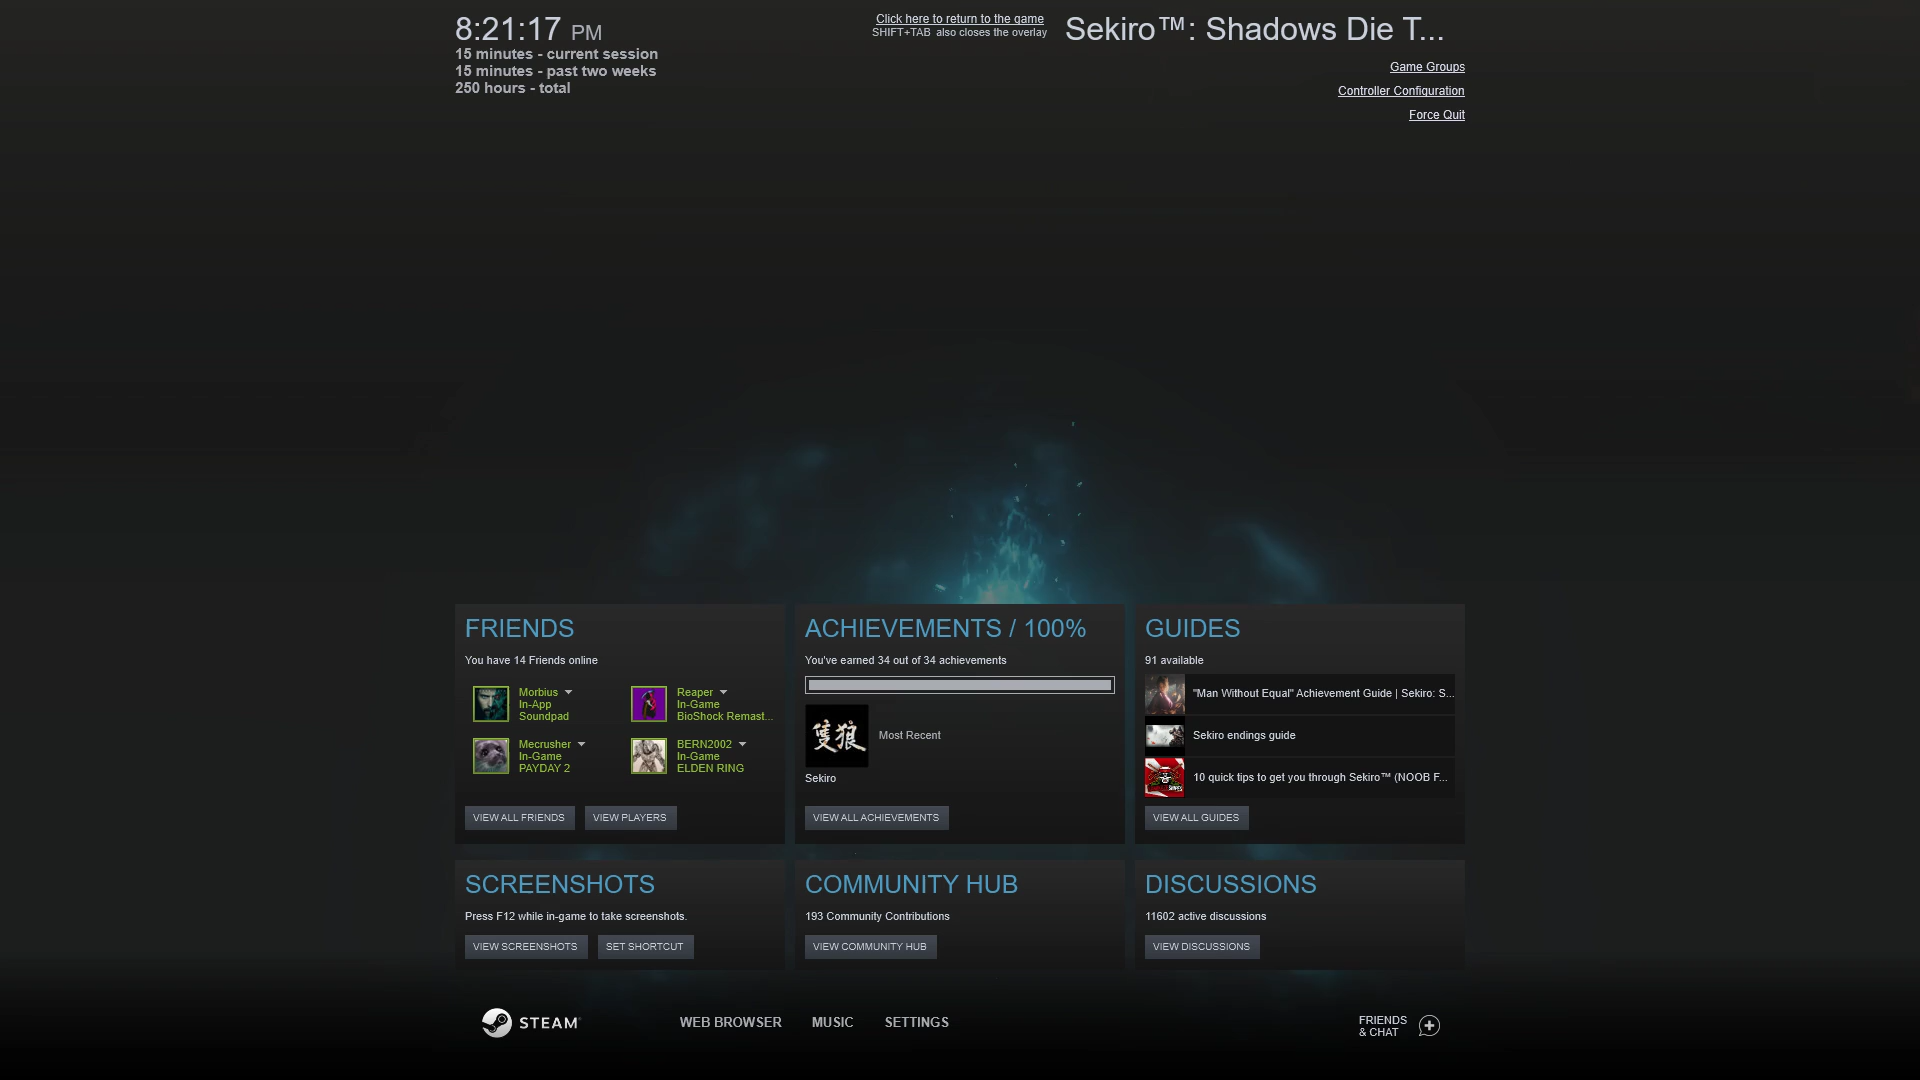 8:21:17 PM
15 minutes - current session
15 minutes - past two weeks
250 hours - total
Click here to return to the game
SHIFT+TAB also closes the overlay
Sekiro™: Shadows Die T...
Game Groups
Controller Configuration
Force Quit
FRIENDS
You have 14 Friends online
Morbius
In-App
Soundpad
Reaper
In-Game
BioShock Remast...
Mecrusher
In-Game
PAYDAY 2
BERN2002
In-Game
ELDEN RING
VIEW ALL FRIENDS
VIEW PLAYERS
ACHIEVEMENTS / 100%
You've earned 34 out of 34 achievements
隻狼
Most Recent
Sekiro
VIEW ALL ACHIEVEMENTS
GUIDES
91 available
"Man Without Equal" Achievement Guide | Sekiro: S...
Sekiro endings guide
10 quick tips to get you through Sekiro™ (NOOB F...
VIEW ALL GUIDES
SCREENSHOTS
Press F12 while in-game to take screenshots.
VIEW SCREENSHOTS
SET SHORTCUT
COMMUNITY HUB
193 Community Contributions
VIEW COMMUNITY HUB
DISCUSSIONS
11602 active discussions
VIEW DISCUSSIONS
STEAM
WEB BROWSER
MUSIC
SETTINGS
FRIENDS
& CHAT